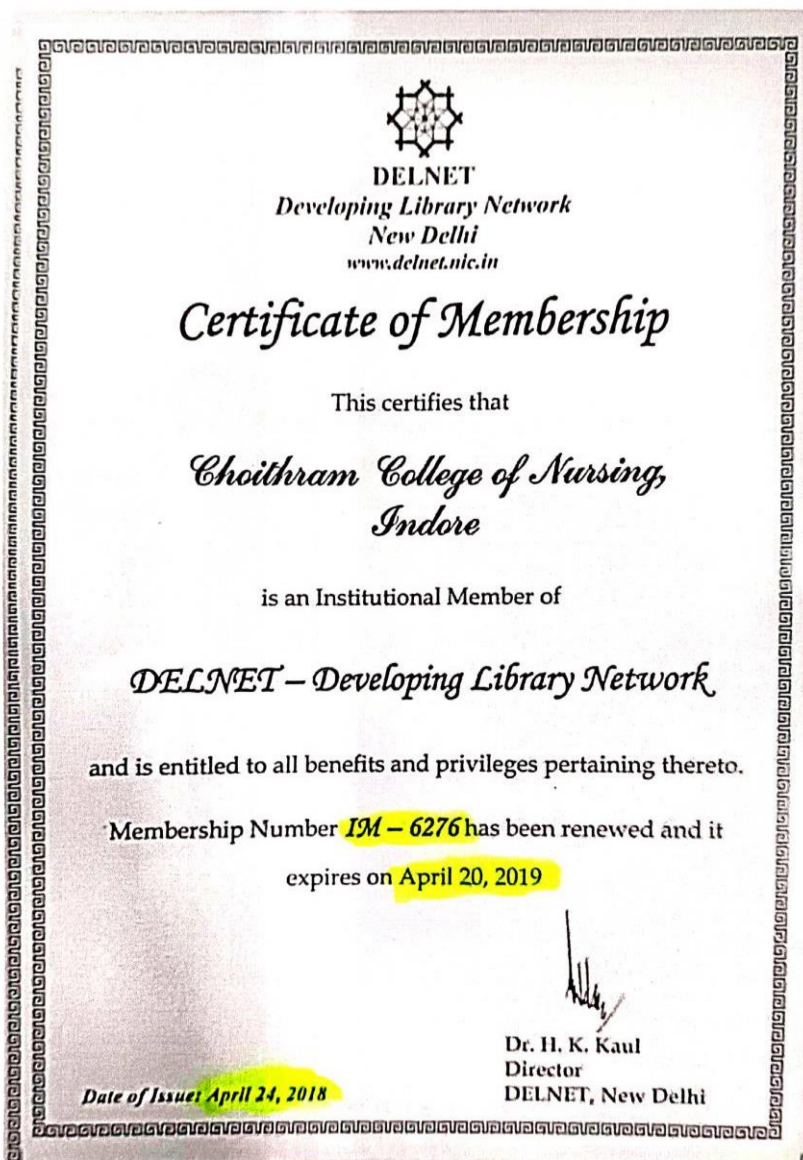 DELNET
Developing Library Network
New Delhi
www.delnet.nic.in
Certificate of Membership
This certifies that
Choithram College of Nursing,
Indore
is an Institutional Member of
DELNET – Developing Library Network
and is entitled to all benefits and privileges pertaining thereto.
Membership Number IM – 6276 has been renewed and it
expires on April 20, 2019
Dr. H. K. Kaul
Director
DELNET, New Delhi
Date of Issue: April 24, 2018